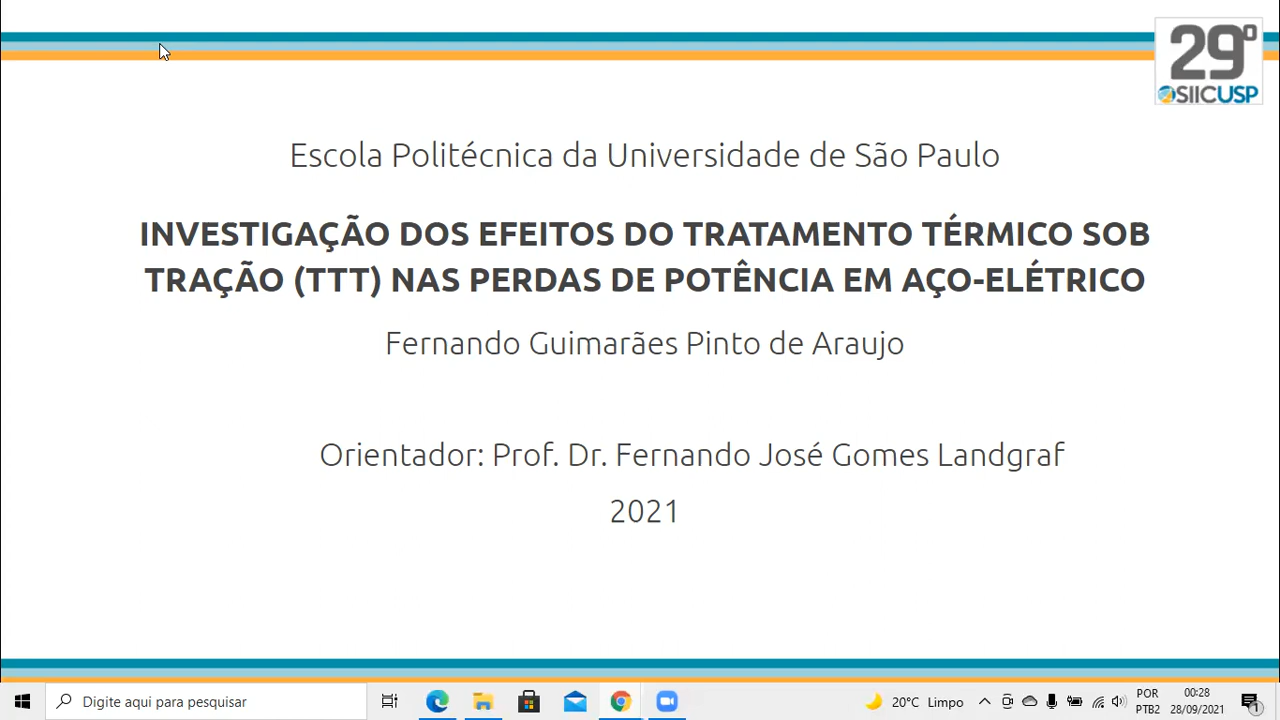 29º
SIICUSP
Escola Politécnica da Universidade de São Paulo
INVESTIGAÇÃO DOS EFEITOS DO TRATAMENTO TÉRMICO SOB
TRAÇÃO (TTT) NAS PERDAS DE POTÊNCIA EM AÇO-ELÉTRICO
Fernando Guimarães Pinto de Araujo
Orientador: Prof. Dr. Fernando José Gomes Landgraf
2021
Digite aqui para pesquisar
20°C Limpo
POR
PTB2
00:28
28/09/2021
1